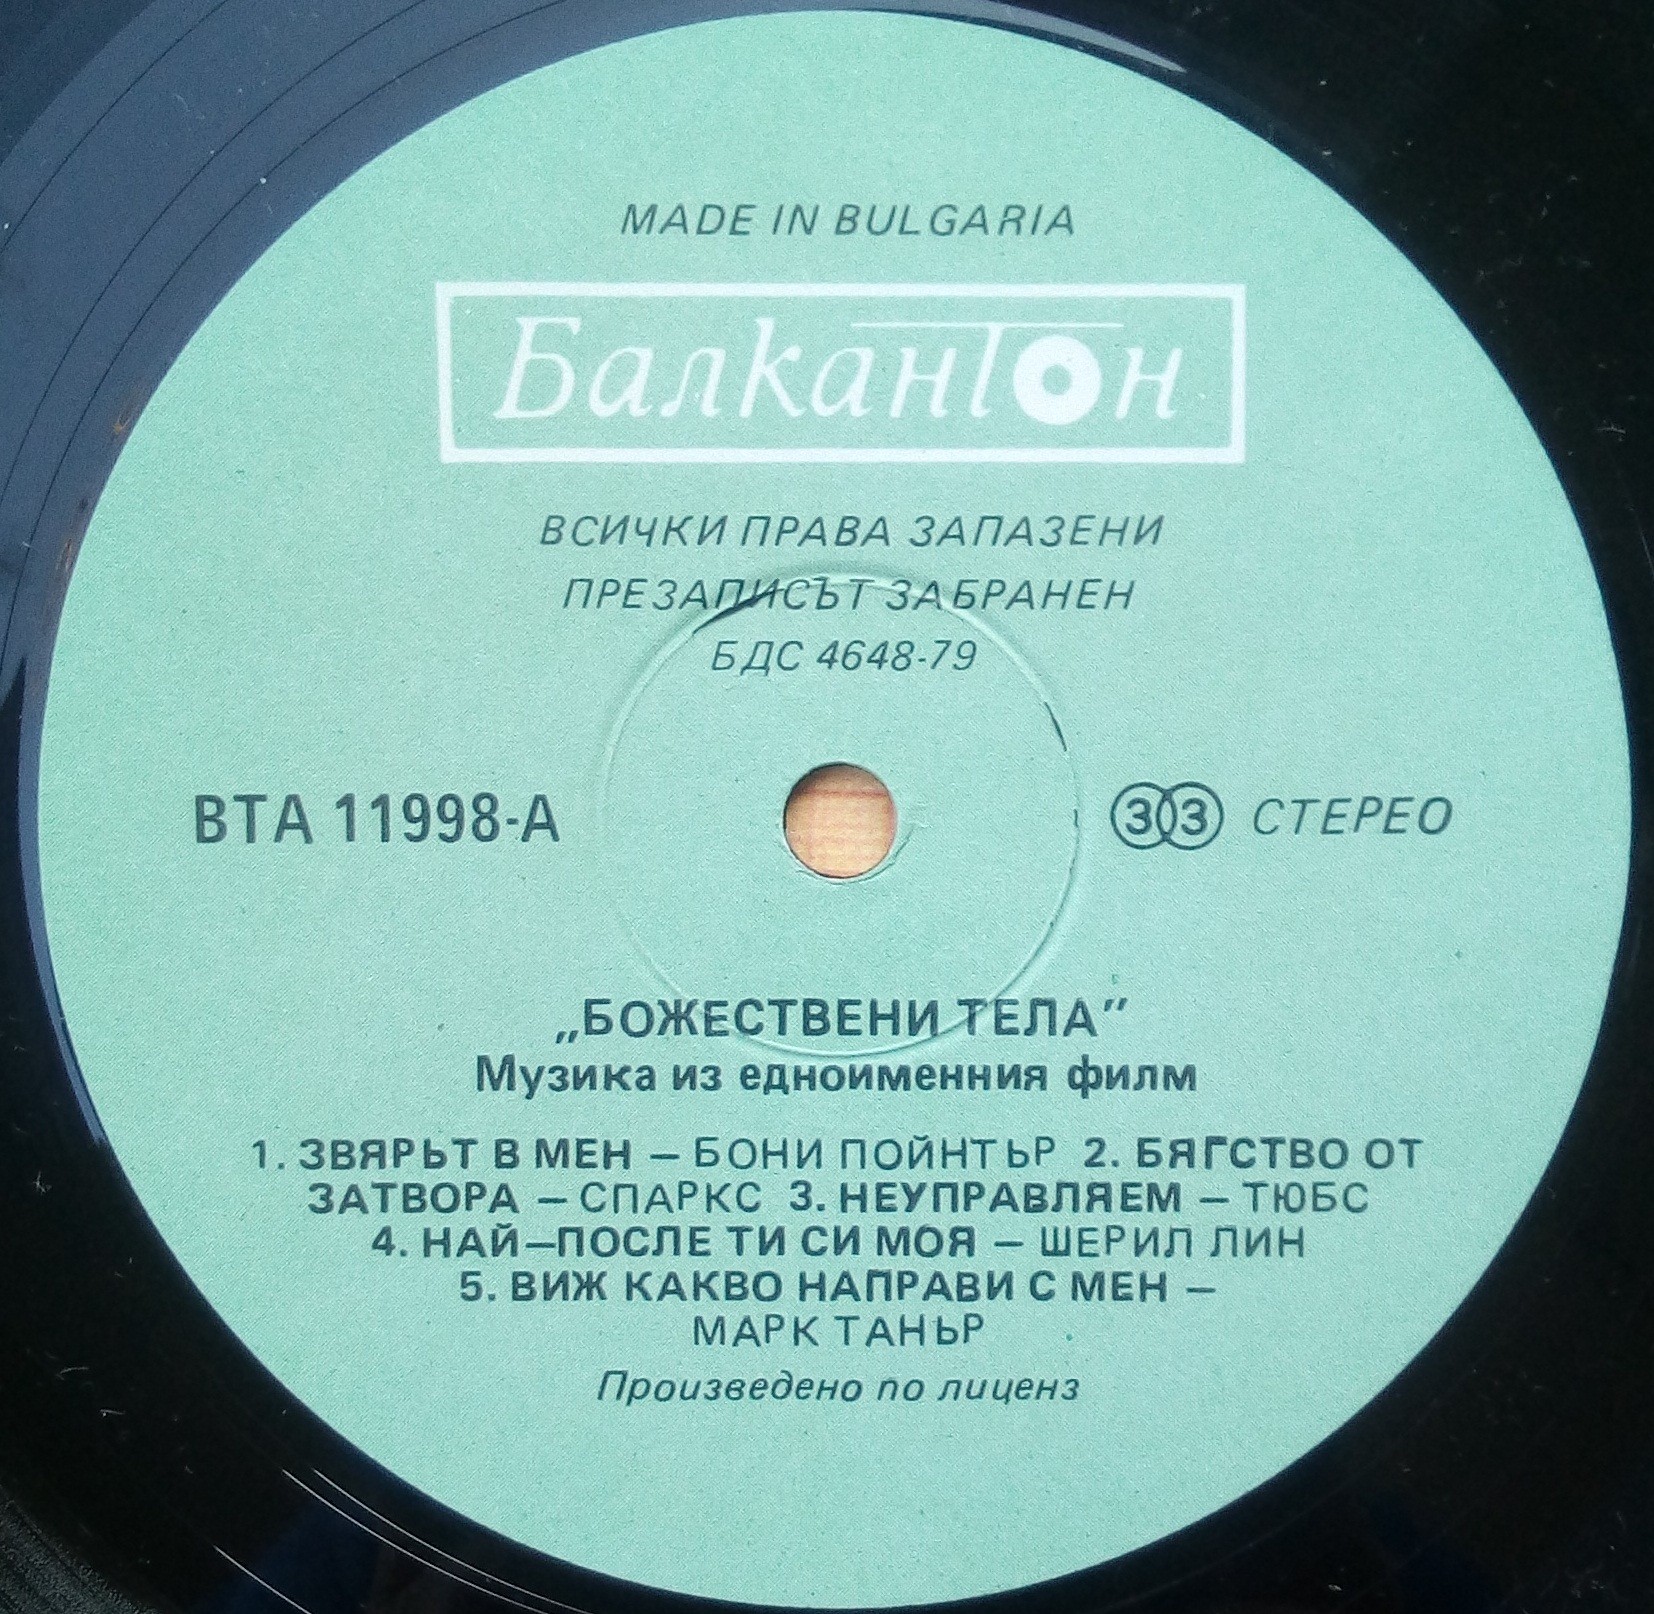 MADE IN BULGARIA
Балкантон
ВСИЧКИ ПРАВА ЗАПАЗЕНИ
ПРЕЗАПИСЪТ ЗАБРАНЕН
БДС 4648-79
ВТА 11998-А 33 СТЕРЕО
„БОЖЕСТВЕНИ ТЕЛА”
Музика из едноименния филм
1. ЗВЯРЪТ В МЕН – БОНИ ПОЙНТЪР 2. БЯГСТВО ОТ
ЗАТВОРА – СПАРКС 3. НЕУПРАВЛЯЕМ – ТЮБС
4. НАЙ–ПОСЛЕ ТИ СИ МОЯ – ШЕРИЛ ЛИН
5. ВИЖ КАКВО НАПРАВИ С МЕН –
МАРК ТАНЪР
Произведено по лиценз